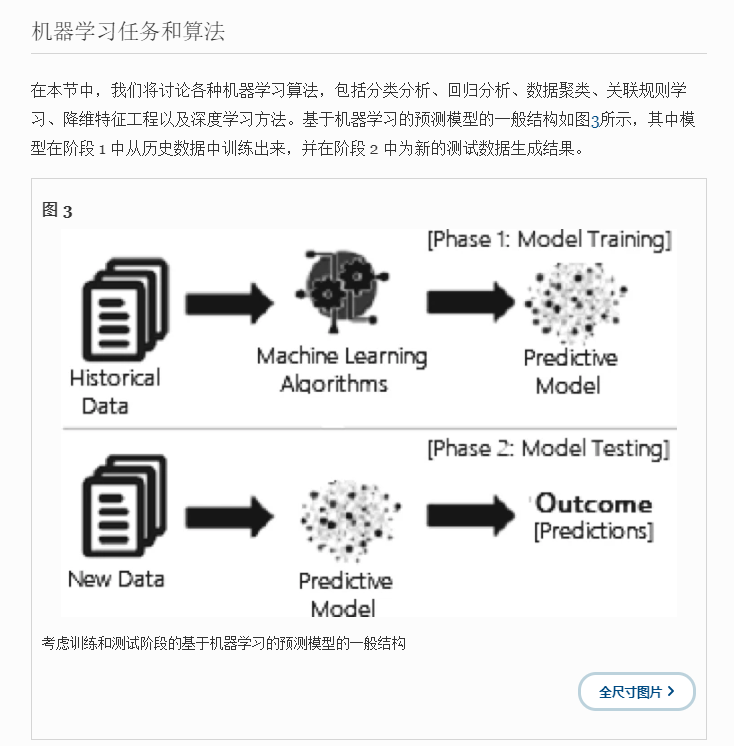 机器学习任务和算法
在本节中，我们将讨论各种机器学习算法，包括分类分析、回归分析、数据聚类、关联规则学
习、降维特征工程以及深度学习方法。基于机器学习的预测模型的一般结构如图3所示，其中模
型在阶段 1 中从历史数据中训练出来，并在阶段 2 中为新的测试数据生成结果。
图 3
[Phase 1: Model Training]
Historical
Data
Machine Learning
Algorithms
Predictive
Model
[Phase 2: Model Testing]
New Data
Predictive
Model
Outcome
[Predictions]
考虑训练和测试阶段的基于机器学习的预测模型的一般结构
全尺寸图片